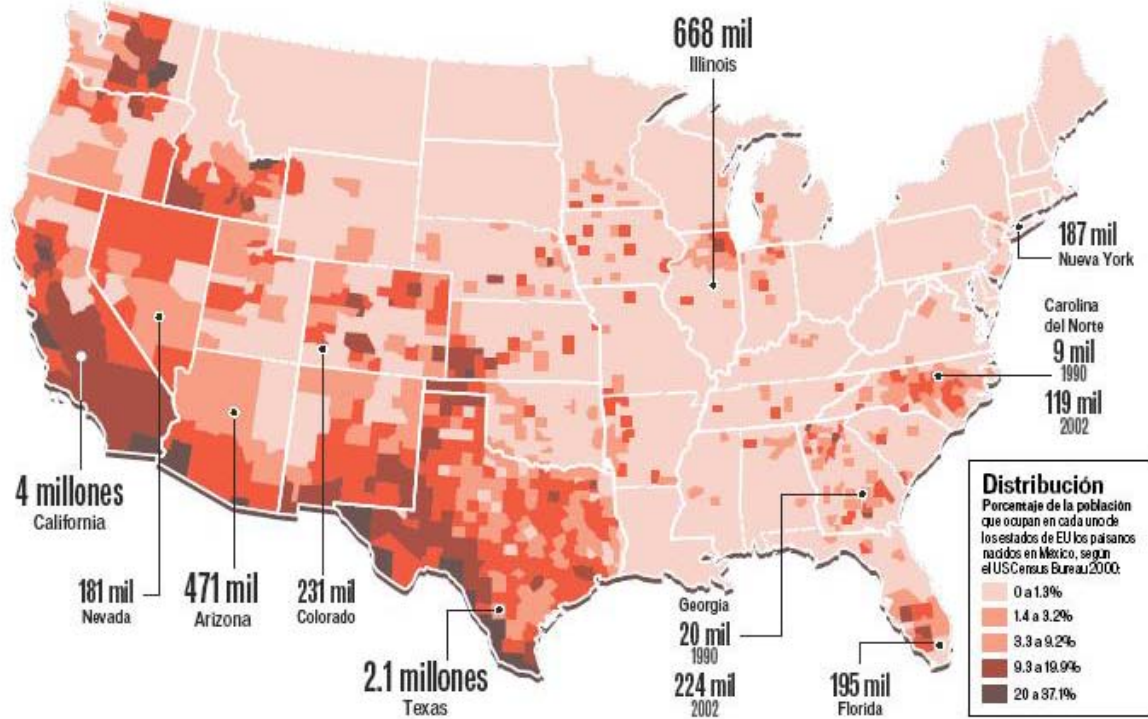 668 mil
Illinois
187 mil
Nueva York
Carolina
del Norte
9 mil
1990
119 mil
2002
4 millones
California
181 mil
Nevada
471 mil
Arizona
231 mil
Colorado
2.1 millones
Texas
Georgia
20 mil
1990
224 mil
2002
195 mil
Florida
Distribución
Porcentaje de la población
que ocupan en cada uno de
los estados de EU los paisanos
nacidos en México, según
el US Census Bureau 2000:
0 a 1.3%
1.4 a 3.2%
3.3 a 9.2%
9.3 a 19.9%
20 a 37.1%